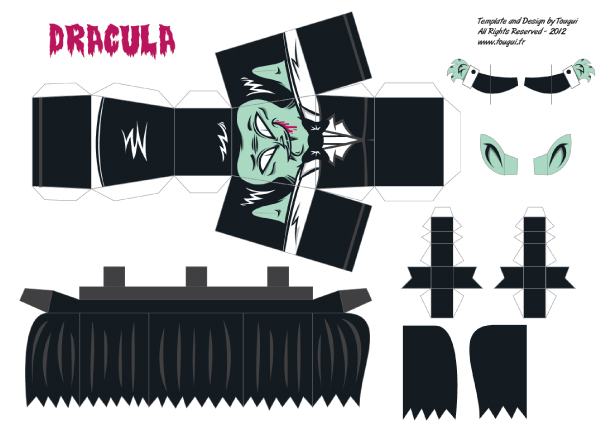 DRACULA
Template and Design by Tougui
All Rights Reserved - 2012
www.tougui.fr